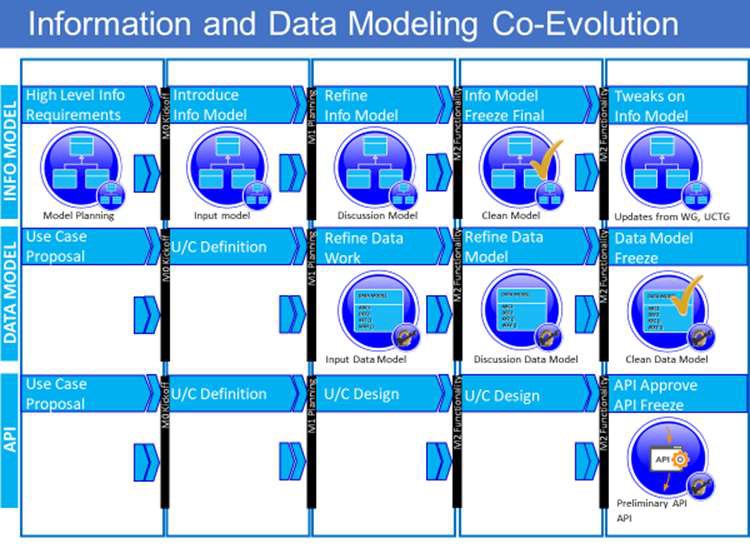 Information and Data Modeling Co-Evolution
INFO MODEL
High Level Info
Requirements
Model Planning
M0 Kickoff
Introduce
Info Model
Input model
M1 Planning
Refine
Info Model
Discussion Model
M2 Functionality
Info Model
Freeze Final
Clean Model
M2 Functionality
Tweaks on
Info Model
Updates from WG, UCTG
DATA MODEL
Use Case
Proposal
M0 Kickoff
U/C Definition
M1 Planning
Refine Data
Work
DATA MODEL
Input Data Model
M2 Functionality
Refine Data
Model
DATA MODEL
Discussion Data Model
M2 Functionality
Data Model
Freeze
Clean Data Model
API
Use Case
Proposal
M0 Kickoff
U/C Definition
M1 Planning
U/C Design
M2 Functionality
U/C Design
M2 Functionality
API Approve
API Freeze
API
Preliminary API
API